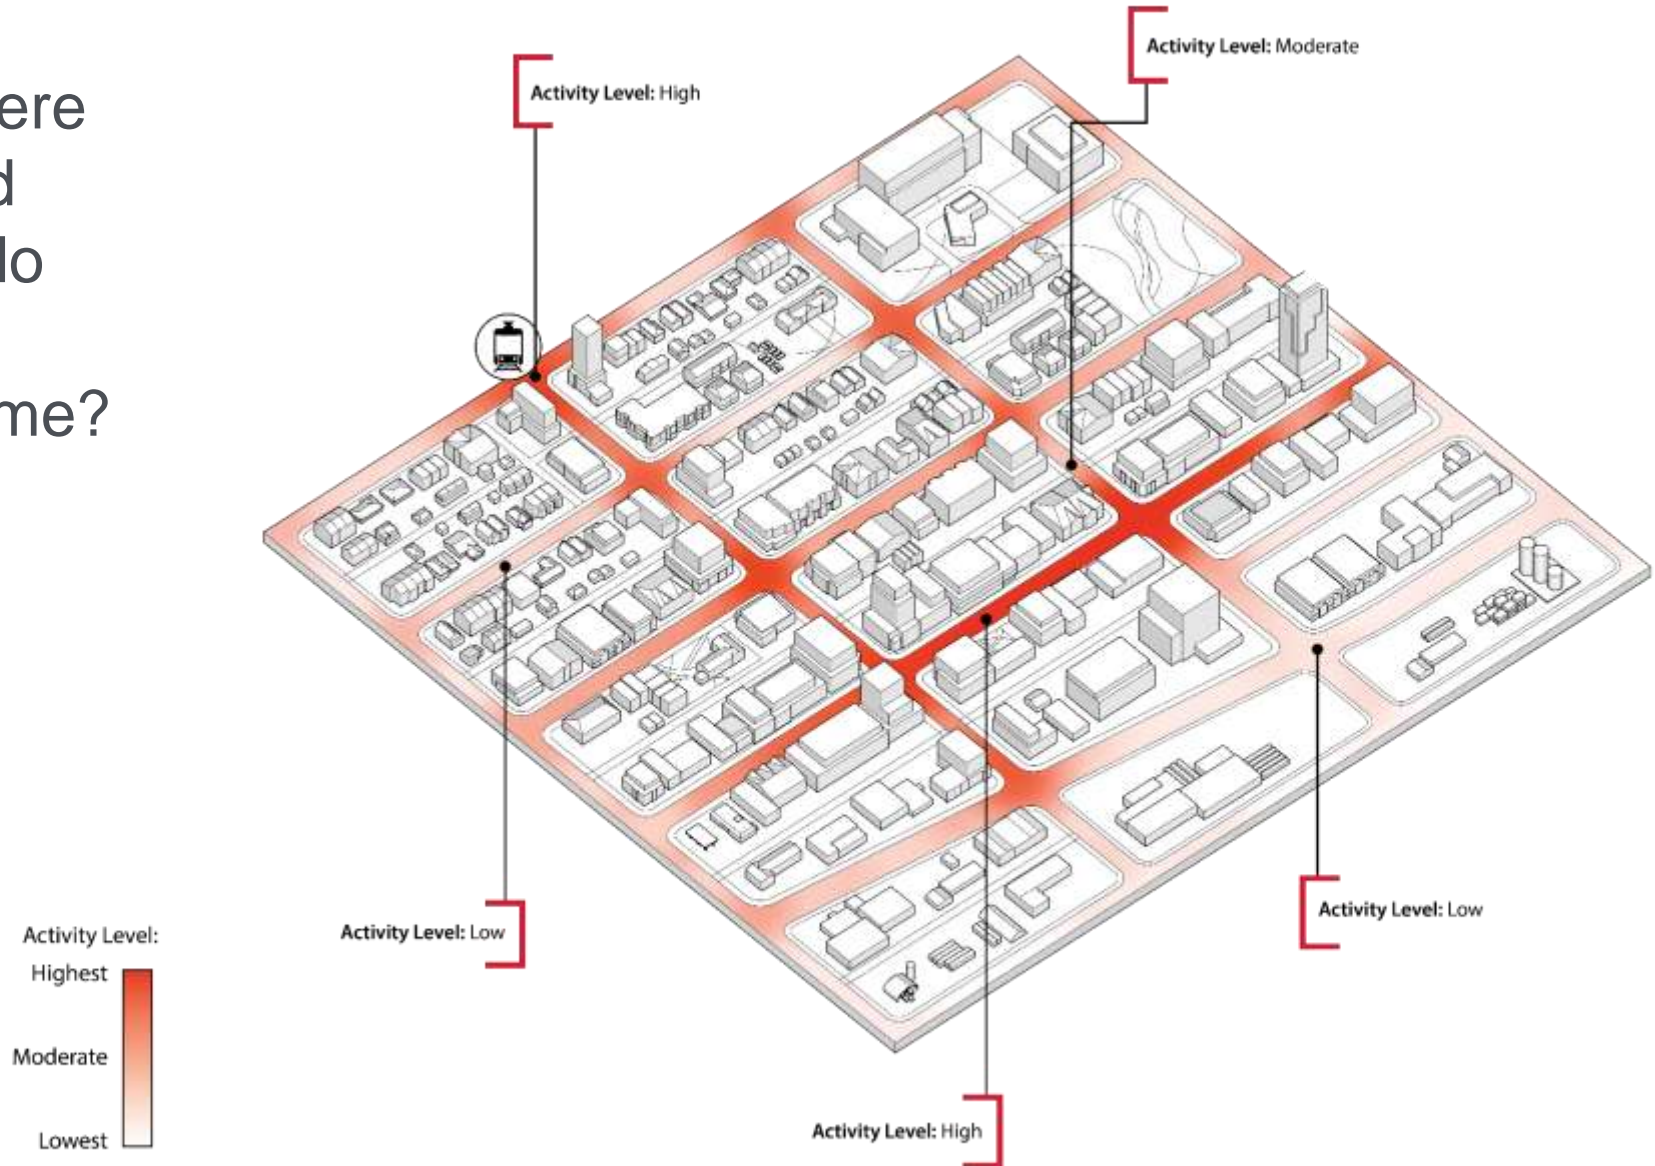 lo
me?
Activity Level: High
Activity Level: Moderate
Activity Level: Low
Activity Level: Low
Activity Level: High
Activity Level:
Highest
Moderate
Lowest